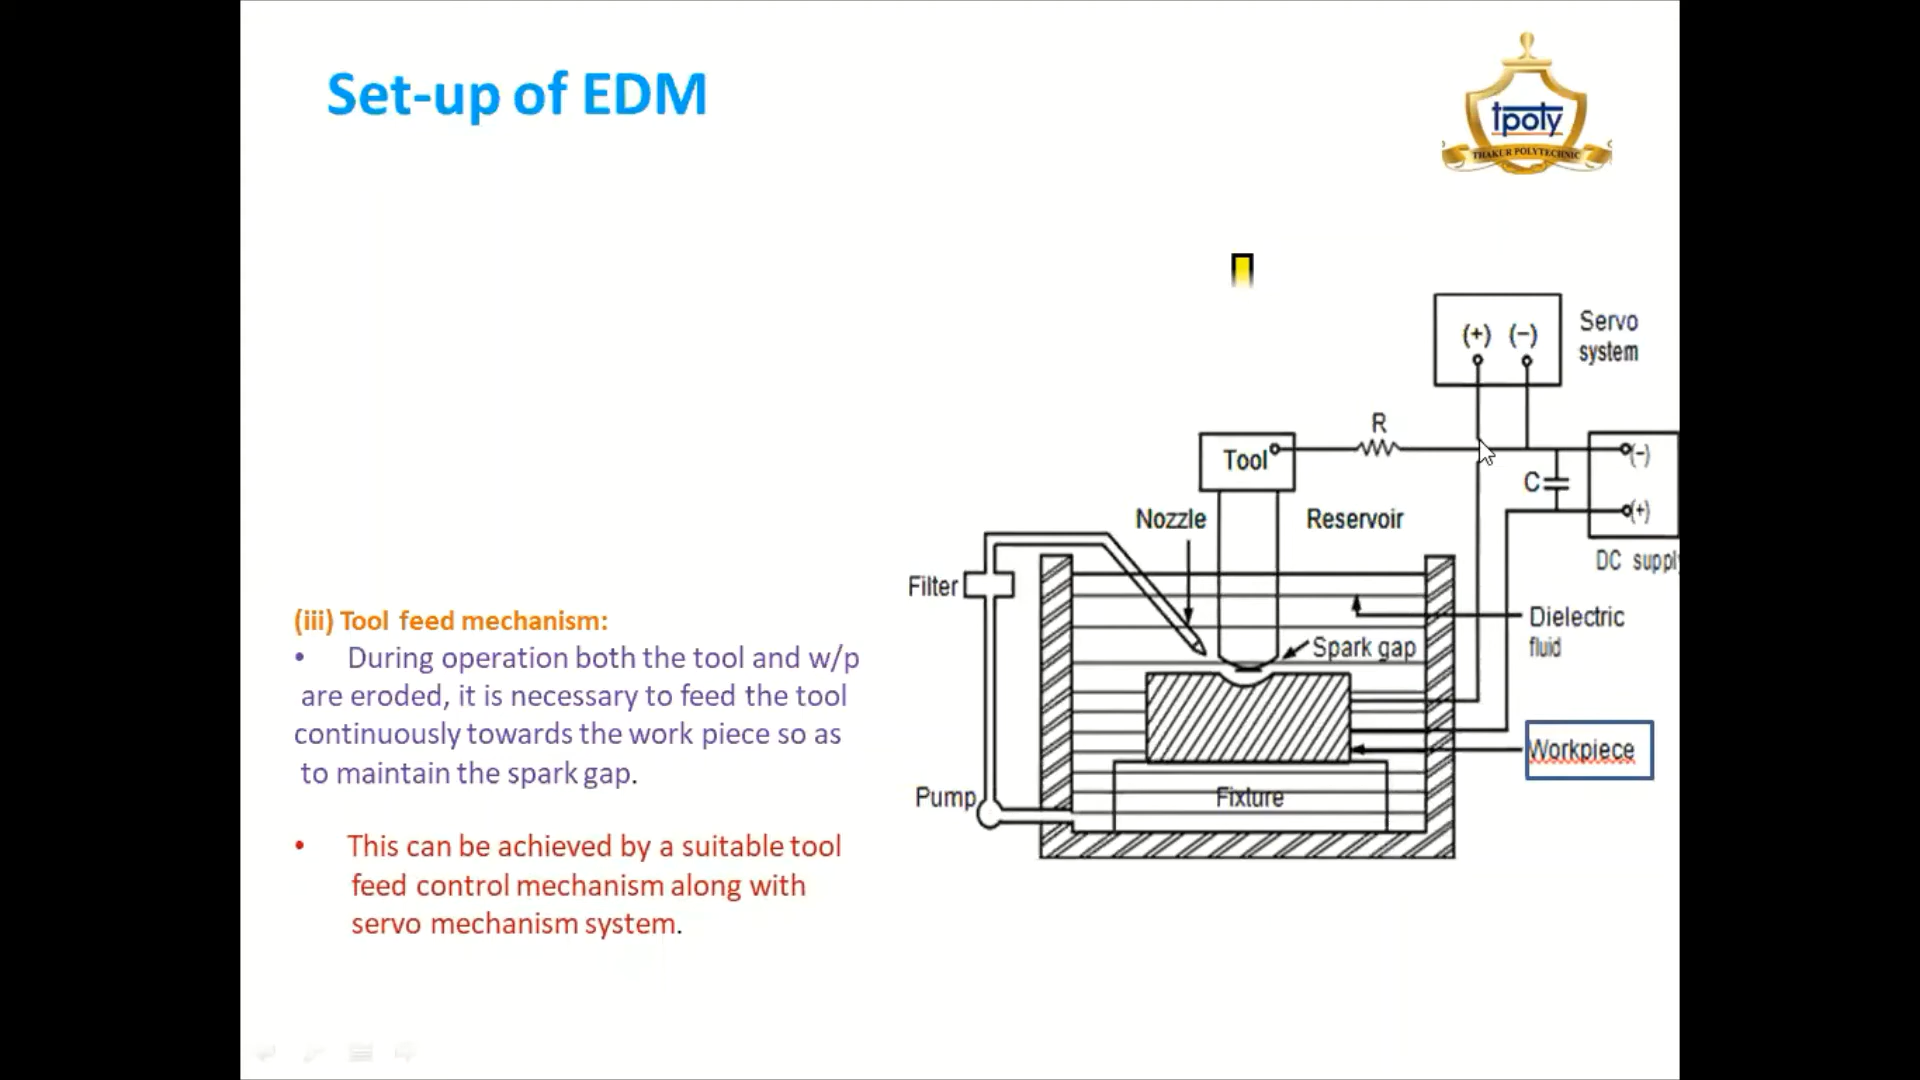 Set-up of EDM
tpoly
THAKUR POLYTECHNIC
(+) (−)
Servo
system
R
Tool
(−)
C
(+)
Nozzle
Reservoir
DC suppl
Filter
Dielectric
fluid
Spark gap
Workpiece
Fixture
Pump
(iii) Tool feed mechanism:
• During operation both the tool and w/p
are eroded, it is necessary to feed the tool
continuously towards the work piece so as
to maintain the spark gap.
• This can be achieved by a suitable tool
feed control mechanism along with
servo mechanism system.